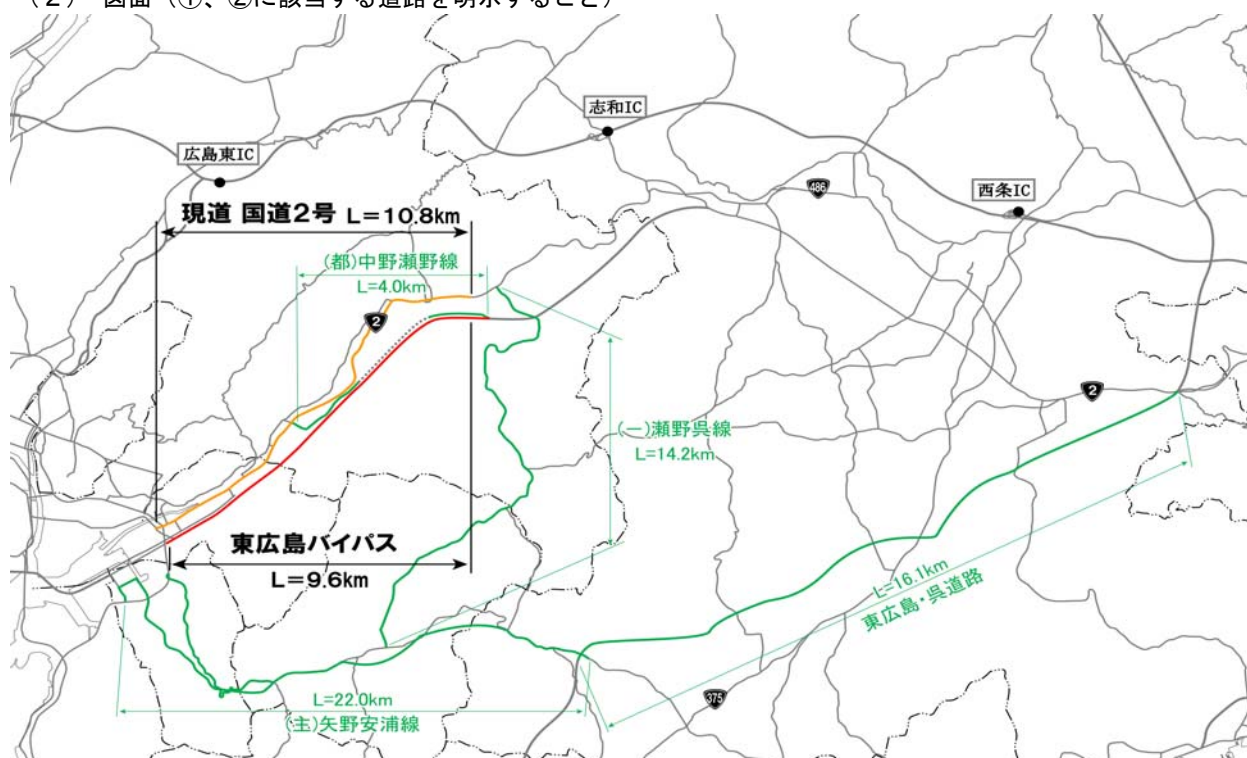 （２） 図面（①、②に該当する道路を明示すること）
志和IC
広島東IC
486
西条IC
現道 国道2号 L=10.8km
(都)中野瀬野線
L=4.0km
2
2
(一)瀬野呉線
L=14.2km
東広島バイパス
L=9.6km
L=16.1km
東広島・呉道路
375
L=22.0km
(主)矢野安浦線